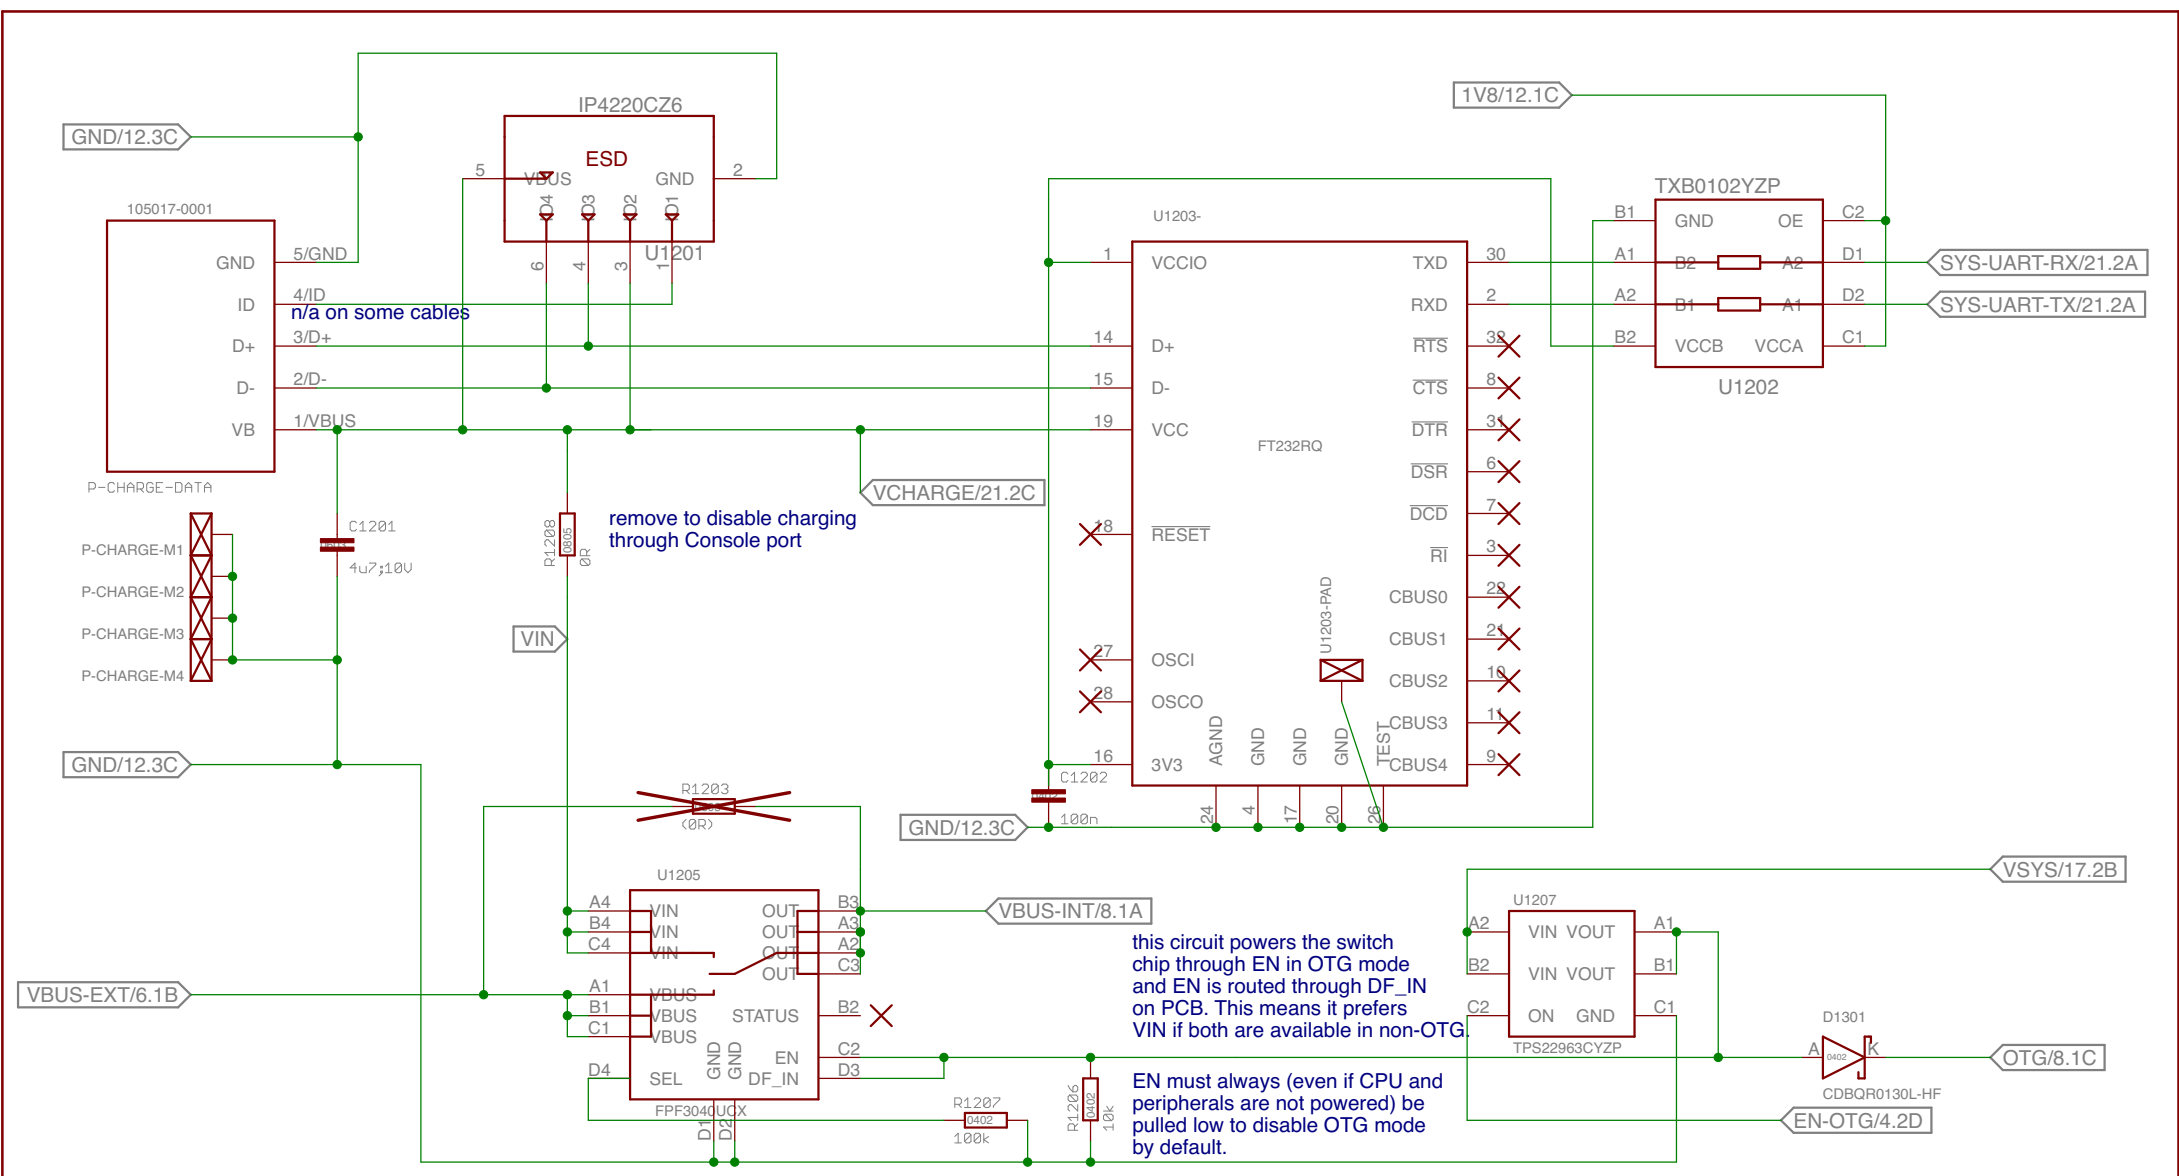 GND/12.3C
IP4220CZ6
ESD
5
VBUS
GND
2
D4
D3
D2
D1
U1201
6
4
3
1
105017-0001
GND
5/GND
ID
4/ID
n/a on some cables
D+
3/D+
D-
2/D-
VB
1/VBUS
P-CHARGE-DATA
P-CHARGE-M1
P-CHARGE-M2
P-CHARGE-M3
P-CHARGE-M4
C1201
4u7;10V
R1208
0805
0R
remove to disable charging
through Console port
VIN
VCHARGE/21.2C
GND/12.3C
U1203-
1
VCCIO
14
D+
15
D-
19
VCC
18
RESET
27
OSCI
28
OSCO
16
3V3
FT232RQ
TXD
30
RXD
2
RTS
32
CTS
8
DTR
31
DSR
6
DCD
7
RI
3
CBUS0
22
CBUS1
21
CBUS2
10
CBUS3
11
CBUS4
9
U1203-PAD
AGND
GND
GND
GND
TEST
24
4
17
20
26
C1202
100n
GND/12.3C
1V8/12.1C
TXB0102YZP
B1
GND
OE
C2
A1
B2
A2
D1
A2
B1
A1
D2
B2
VCCB
VCCA
C1
U1202
SYS-UART-RX/21.2A
SYS-UART-TX/21.2A
R1203
(0R)
U1205
A4
VIN
OUT
B3
B4
VIN
OUT
A3
C4
VIN
OUT
A2
OUT
C3
A1
VBUS
B1
VBUS
STATUS
B2
C1
VBUS
GND
GND
EN
C2
D4
SEL
DF_IN
D3
FPF3040UCX
D1
D2
VBUS-EXT/6.1B
VBUS-INT/8.1A
R1207
0402
100k
R1206
0402
10k
this circuit powers the switch
chip through EN in OTG mode
and EN is routed through DF_IN
on PCB. This means it prefers
VIN if both are available in non-OTG.
EN must always (even if CPU and
peripherals are not powered) be
pulled low to disable OTG mode
by default.
VSYS/17.2B
U1207
A2
VIN
VOUT
A1
B2
VIN
VOUT
B1
C2
ON
GND
C1
TPS22963CYZP
D1301
A
0402
K
CDBQR0130L-HF
OTG/8.1C
EN-OTG/4.2D